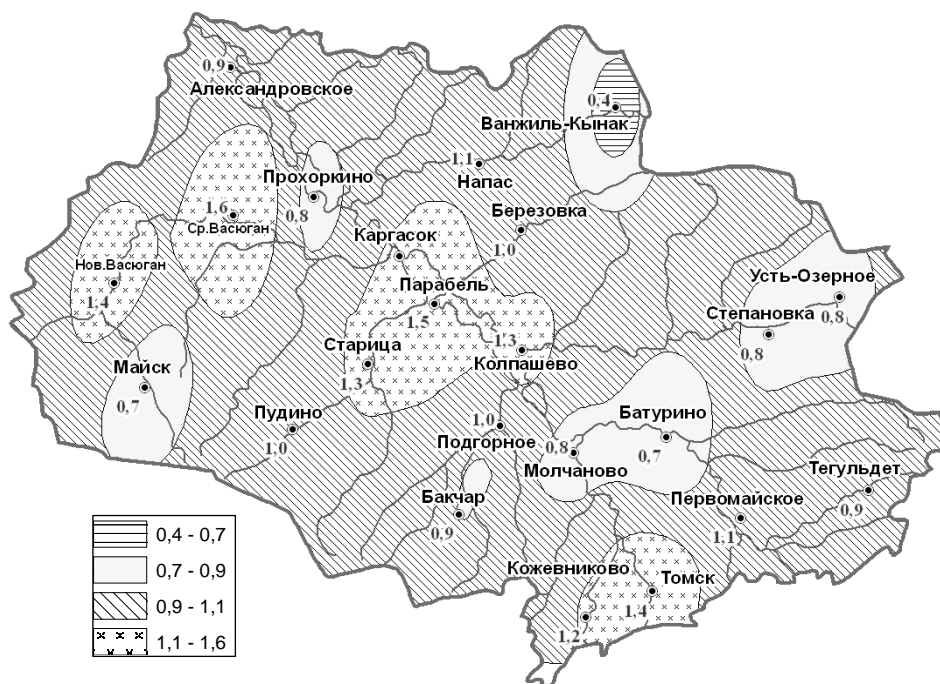 0,9
Александровское
0,4
Ванжиль-Кынак
1,1
Напас
Прохоркино
0,8
1,6
Ср.Васюган
Березовка
1,0
Каргасок
Нов.Васюган
1,4
Парабель
1,5
Усть-Озерное
0,8
Степановка
0,8
1,3
Колпашево
Старица
1,3
Майск
0,7
Пудино
1,0
1,0
Подгорное
Батурино
0,7
0,8
Молчаново
Тегульдет
0,9
Бакчар
0,9
Первомайское
1,1
Кожевниково
1,2
Томск
1,4
0,4 - 0,7
0,7 - 0,9
0,9 - 1,1
1,1 - 1,6